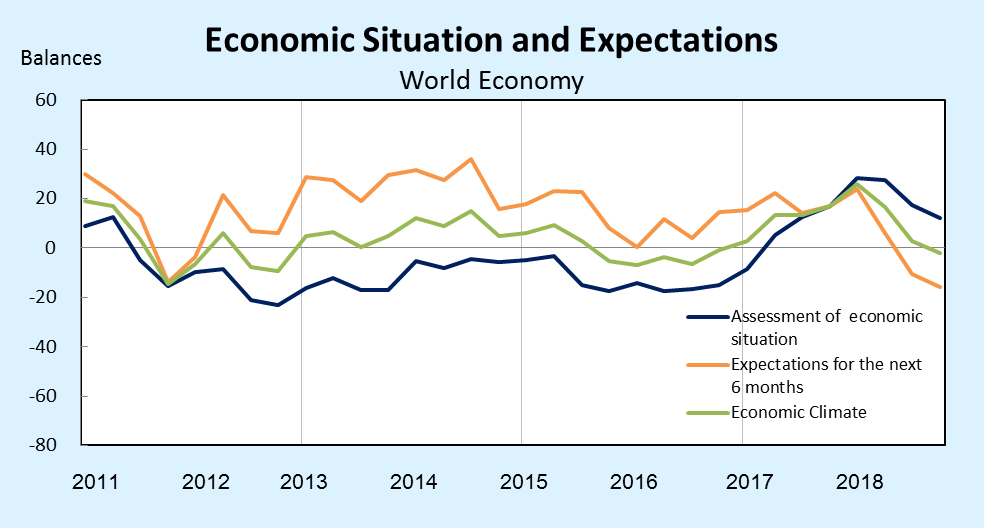 Economic Situation and Expectations
Balances
World Economy
60
40
20
0
-20
-40
-60
-80
Assessment of economic
situation
Expectations for the next
6 months
Economic Climate
2011 2012 2013 2014 2015 2016 2017 2018